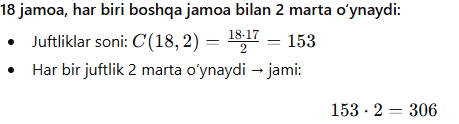 18 jamoa, har biri boshqa jamoa bilan 2 marta o‘ynaydi:
• Juftliklar soni: C(18, 2) = 18·17/2 = 153
• Har bir juftlik 2 marta o‘ynaydi → jami:
153 · 2 = 306